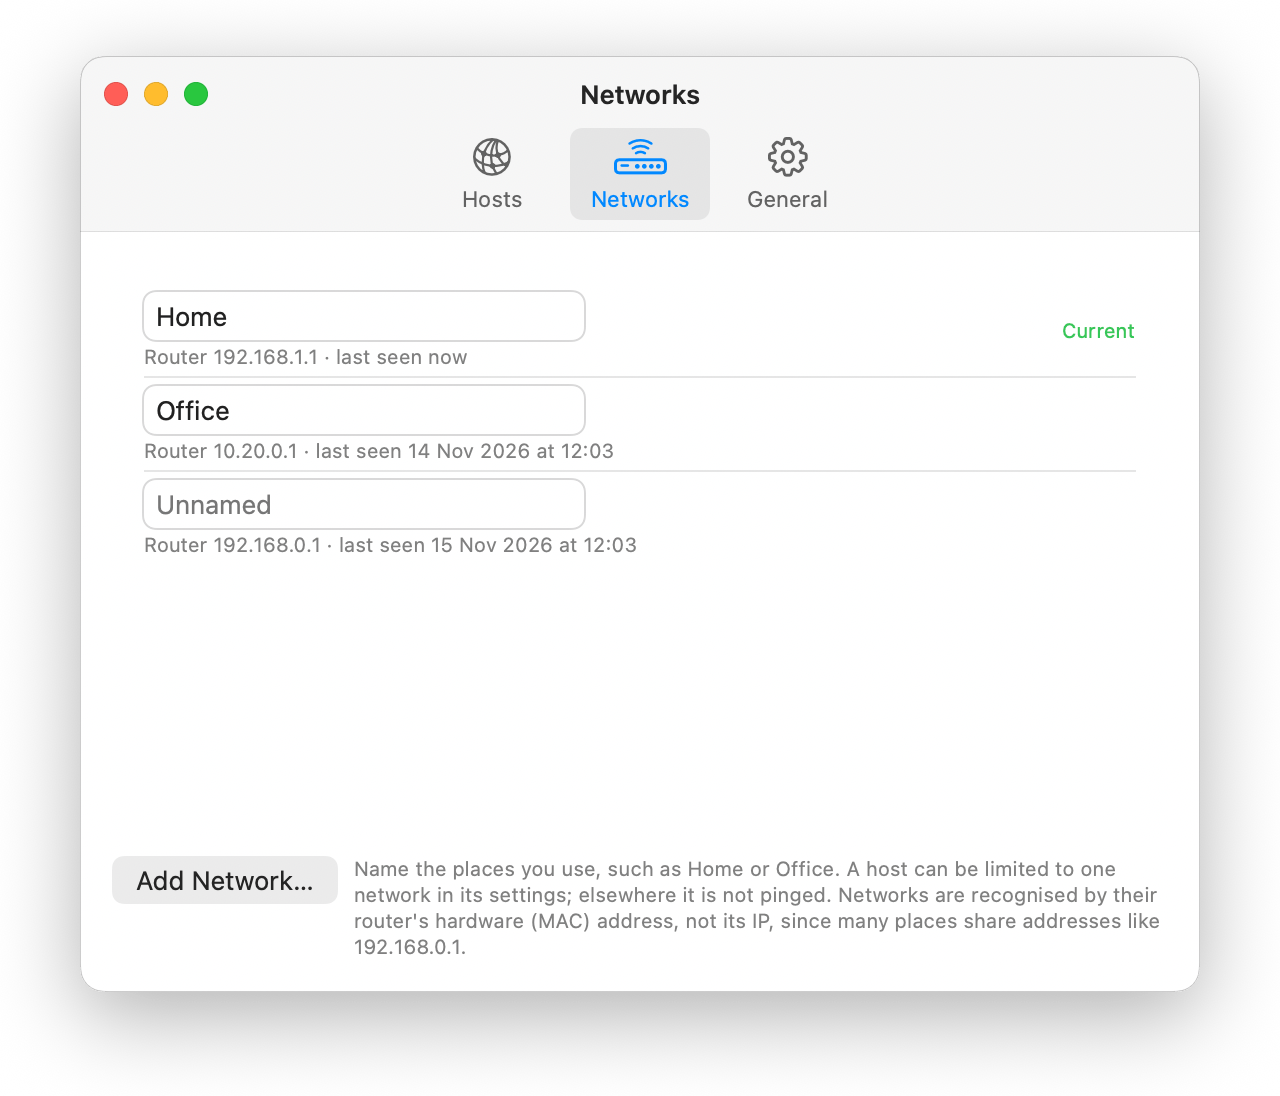 Networks
Hosts
Networks
General
Home
Current
Router 192.168.1.1 · last seen now
Office
Router 10.20.0.1 · last seen 14 Nov 2026 at 12:03
Unnamed
Router 192.168.0.1 · last seen 15 Nov 2026 at 12:03
Add Network...
Name the places you use, such as Home or Office. A host can be limited to one
network in its settings; elsewhere it is not pinged. Networks are recognised by their
router's hardware (MAC) address, not its IP, since many places share addresses like
192.168.0.1.